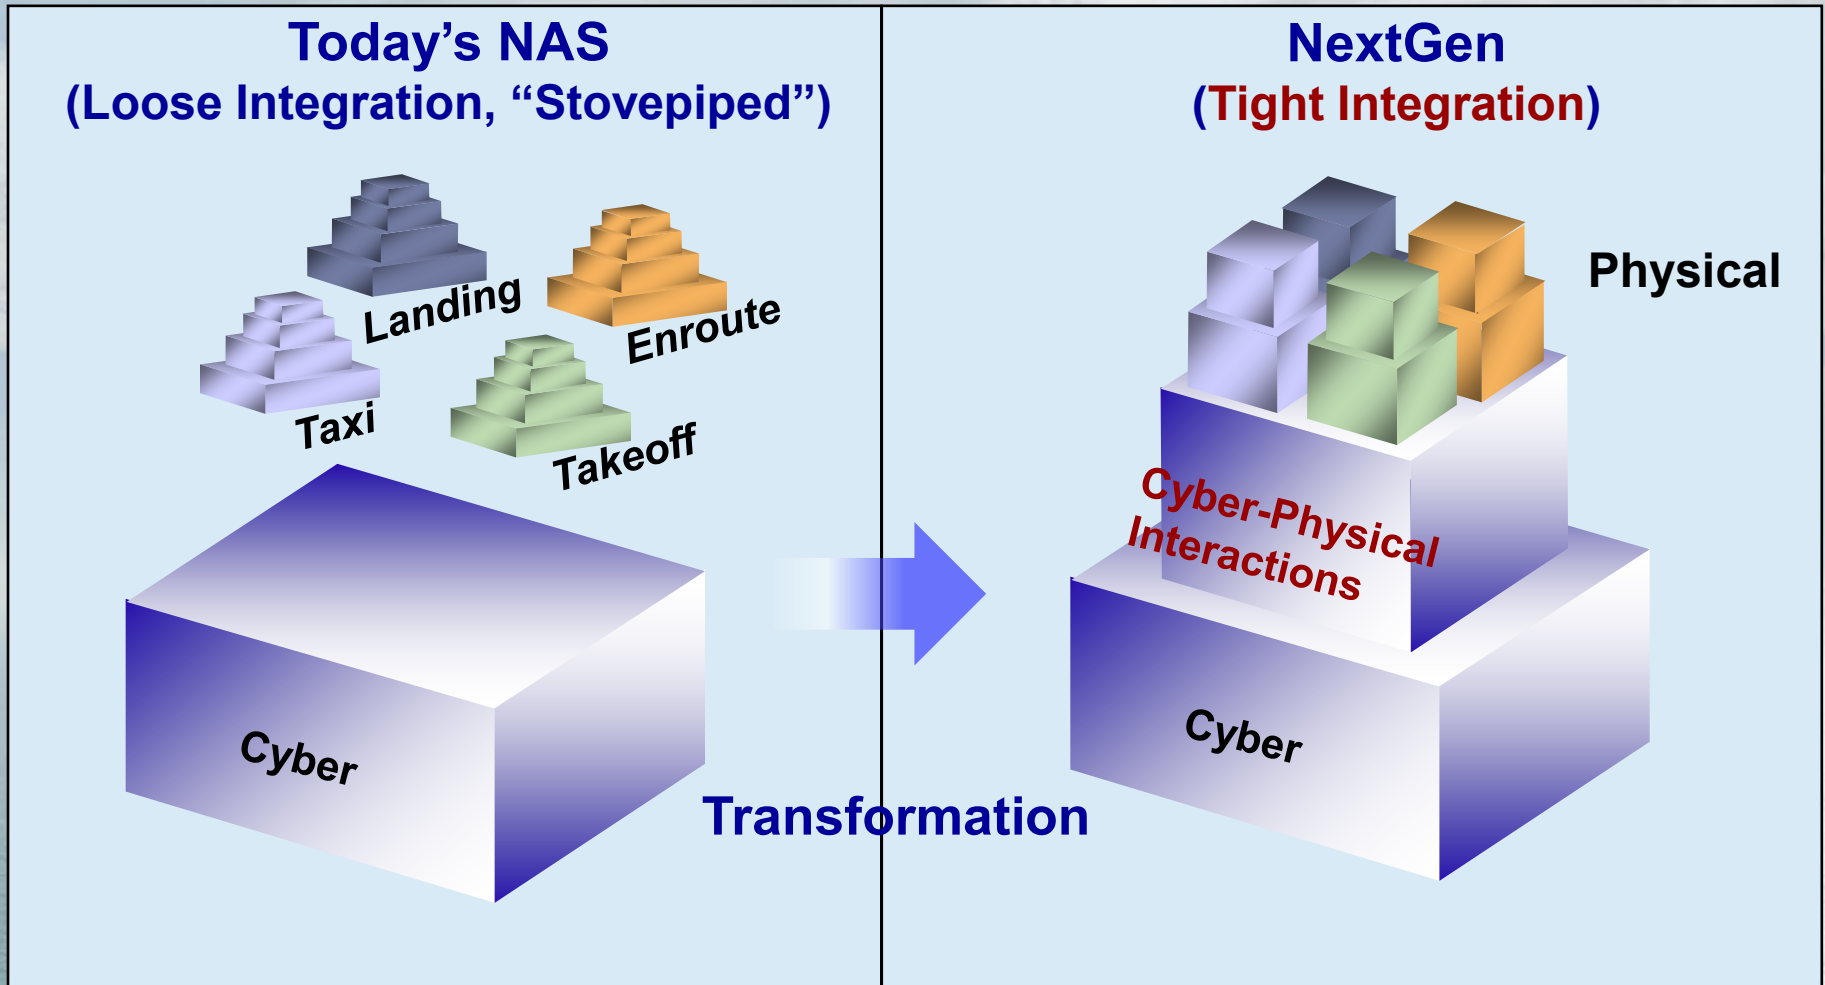 Today’s NAS
(Loose Integration, “Stovepiped”)
Landing
Enroute
Taxi
Takeoff
Cyber
Transformation
NextGen
(Tight Integration)
Physical
Cyber-Physical
Interactions
Cyber